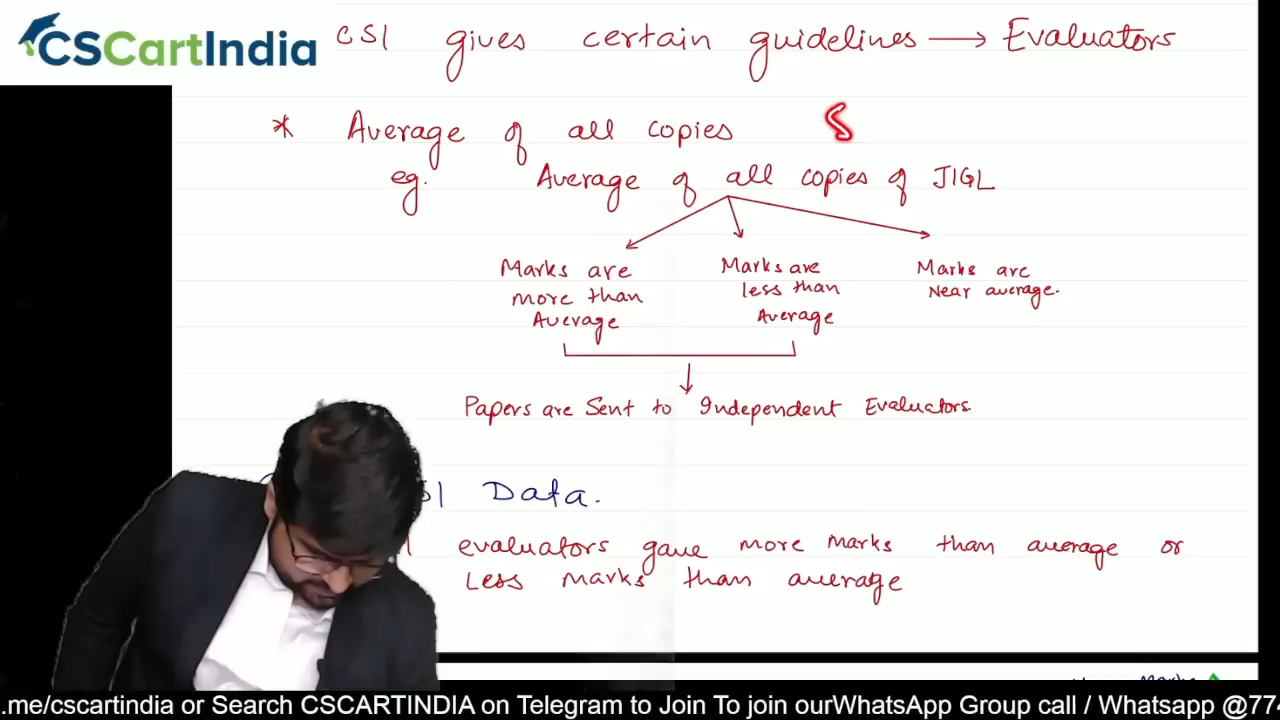 CSCartIndia
CSI gives certain guidelines → Evaluators
* Average of all copies 8
eg. Average of all copies of JIGL
Marks are
more than
Average
Marks are
less than
Average
Marks are
Near average.
Papers are Sent to Independent Evaluators.
Data.
evaluators gave more marks than average or
Less marks than average
.me/cscartindia or Search CSCARTINDIA on Telegram to Join To join ourWhatsApp Group call / Whatsapp @774